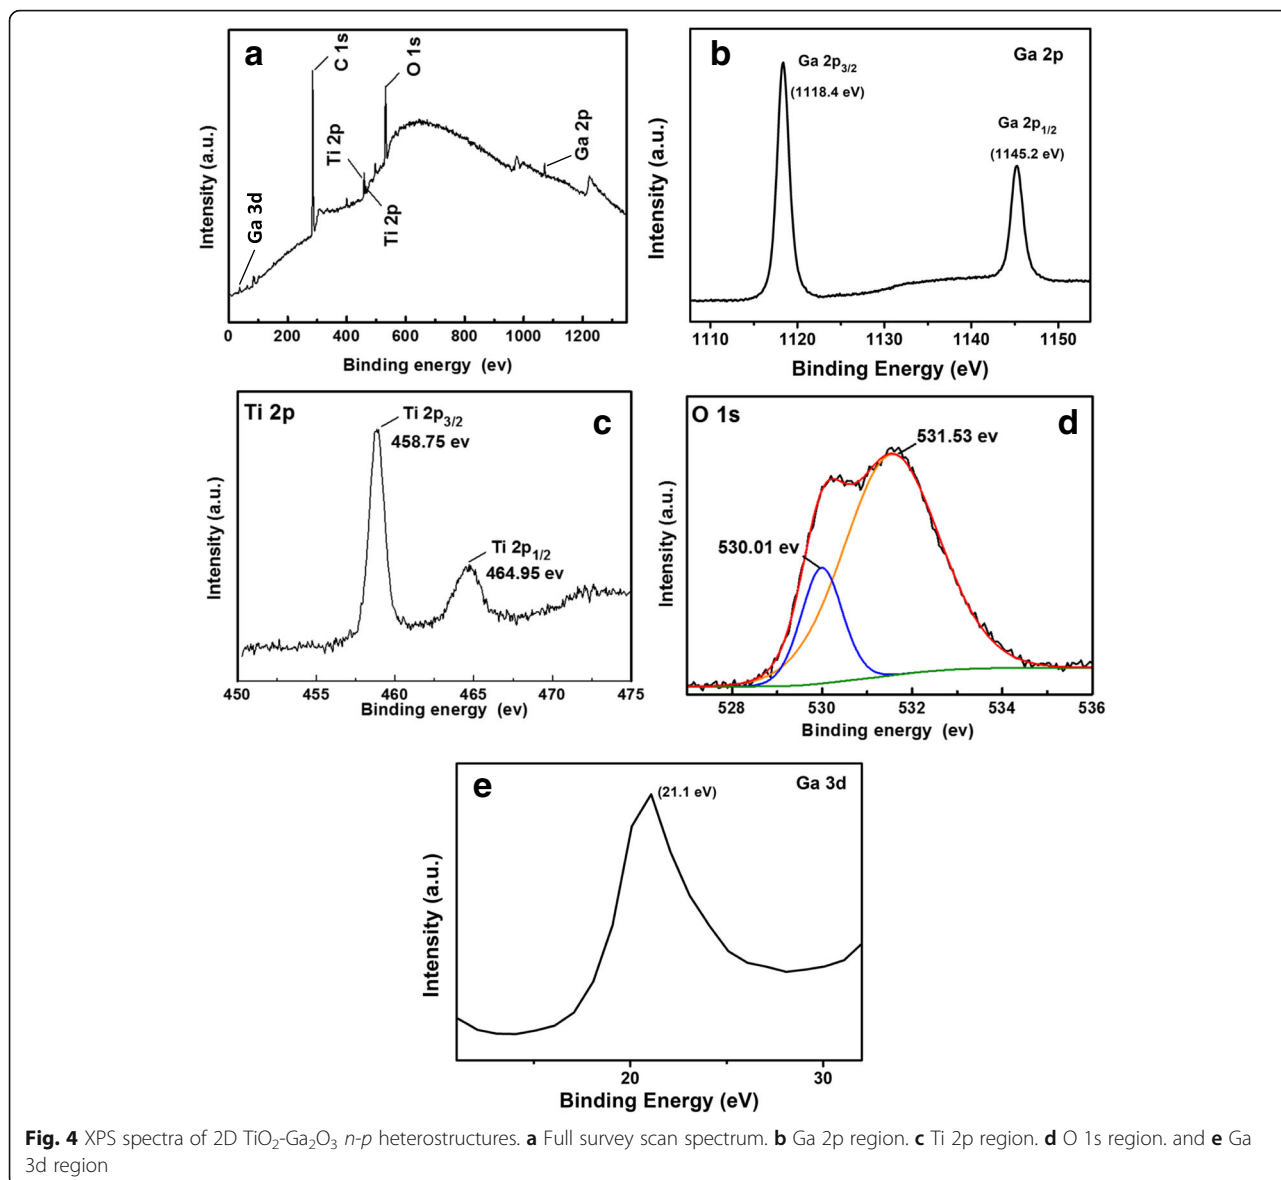 a
C 1s
O 1s
Ti 2p
Ti 2p
Ga 2p
Ga 3d
Intensity (a.u.)
0 200 400 600 800 1000 1200
Binding energy (ev)
b
Ga 2p
Ga 2p3/2
(1118.4 eV)
Ga 2p1/2
(1145.2 eV)
Intensity (a.u.)
1110 1120 1130 1140 1150
Binding Energy (eV)
Ti 2p
c
Ti 2p3/2
458.75 ev
Ti 2p1/2
464.95 ev
Intensity (a.u.)
450 455 460 465 470 475
Binding energy (ev)
O 1s
d
531.53 ev
530.01 ev
Intensity (a.u.)
528 530 532 534 536
Binding energy (ev)
e
Ga 3d
(21.1 eV)
Intensity (a.u.)
20 30
Binding Energy (eV)
Fig. 4 XPS spectra of 2D TiO2-Ga2O3 n-p heterostructures. a Full survey scan spectrum. b Ga 2p region. c Ti 2p region. d O 1s region. and e Ga
3d region